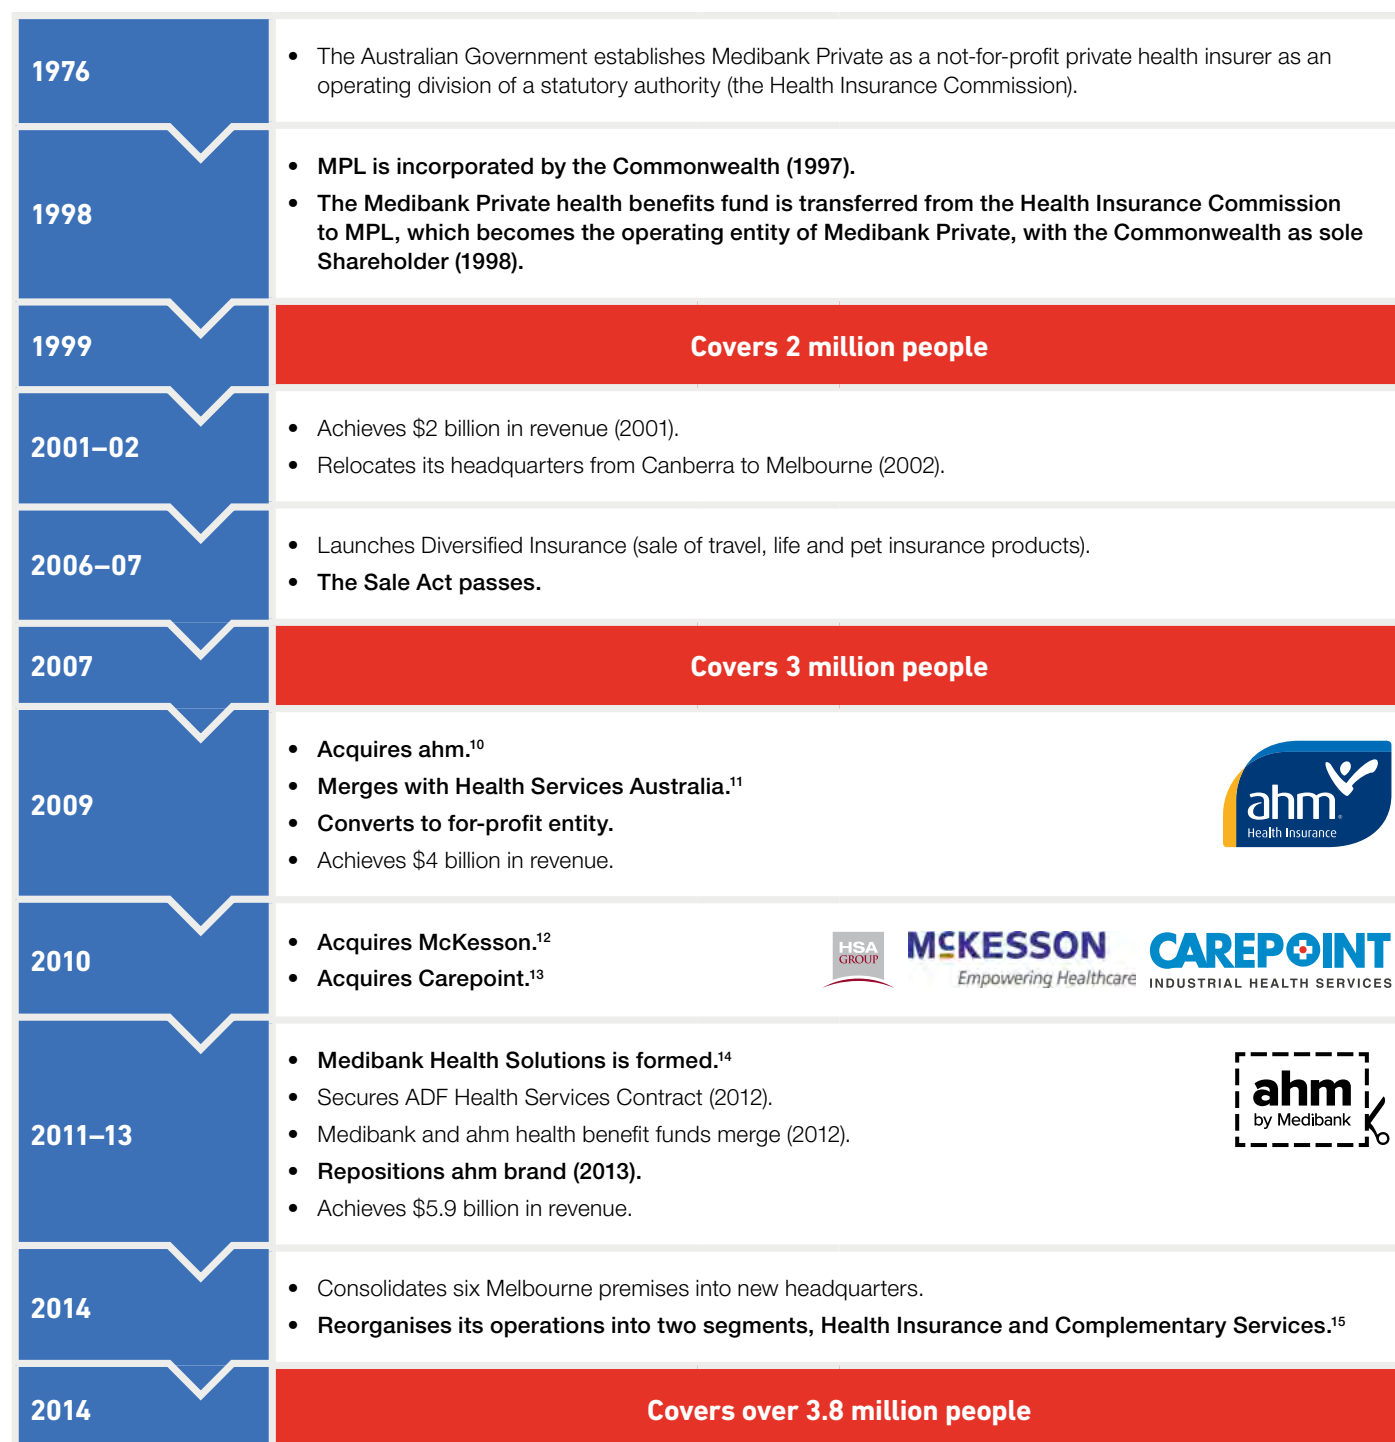 1976
• The Australian Government establishes Medibank Private as a not-for-profit private health insurer as an
operating division of a statutory authority (the Health Insurance Commission).
1998
• MPL is incorporated by the Commonwealth (1997).
• The Medibank Private health benefits fund is transferred from the Health Insurance Commission
to MPL, which becomes the operating entity of Medibank Private, with the Commonwealth as sole
Shareholder (1998).
1999
Covers 2 million people
2001–02
• Achieves $2 billion in revenue (2001).
• Relocates its headquarters from Canberra to Melbourne (2002).
2006–07
• Launches Diversified Insurance (sale of travel, life and pet insurance products).
• The Sale Act passes.
2007
Covers 3 million people
2009
• Acquires ahm.¹⁰
• Merges with Health Services Australia.¹¹
• Converts to for-profit entity.
• Achieves $4 billion in revenue.
ahm
Health Insurance
2010
• Acquires McKesson.¹²
• Acquires Carepoint.¹³
HSA
GROUP
MCKESSON
Empowering Healthcare
CAREPOINT
INDUSTRIAL HEALTH SERVICES
2011–13
• Medibank Health Solutions is formed.¹⁴
• Secures ADF Health Services Contract (2012).
• Medibank and ahm health benefit funds merge (2012).
• Repositions ahm brand (2013).
• Achieves $5.9 billion in revenue.
ahm
by Medibank
2014
• Consolidates six Melbourne premises into new headquarters.
• Reorganises its operations into two segments, Health Insurance and Complementary Services.¹⁵
2014
Covers over 3.8 million people